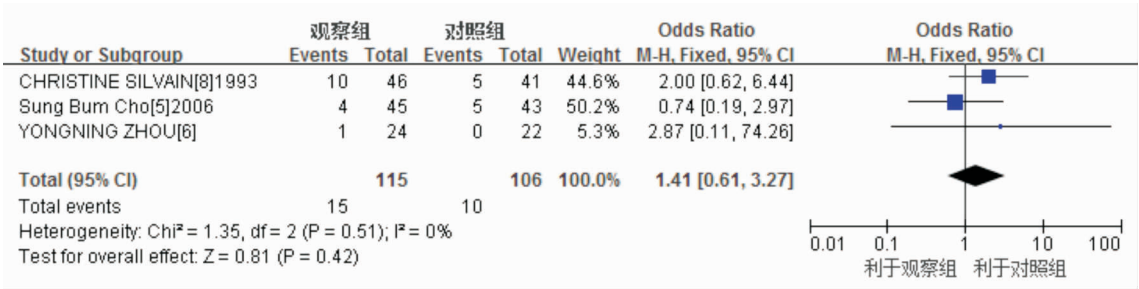 观察组 对照组 Odds Ratio Odds Ratio
Study or Subgroup Events Total Events Total Weight M-H, Fixed, 95% CI M-H, Fixed, 95% CI
CHRISTINE SILVAIN[8]1993 10 46 5 41 44.6% 2.00 [0.62, 6.44]
Sung Bum Cho[5]2006 4 45 5 43 50.2% 0.74 [0.19, 2.97]
YONGNING ZHOU[6] 1 24 0 22 5.3% 2.87 [0.11, 74.26]
Total (95% CI) 115 106 100.0% 1.41 [0.61, 3.27]
Total events 15 10
Heterogeneity: Chi² = 1.35, df = 2 (P = 0.51); I² = 0%
Test for overall effect: Z = 0.81 (P = 0.42)
0.01 0.1 1 10 100
利于观察组 利于对照组